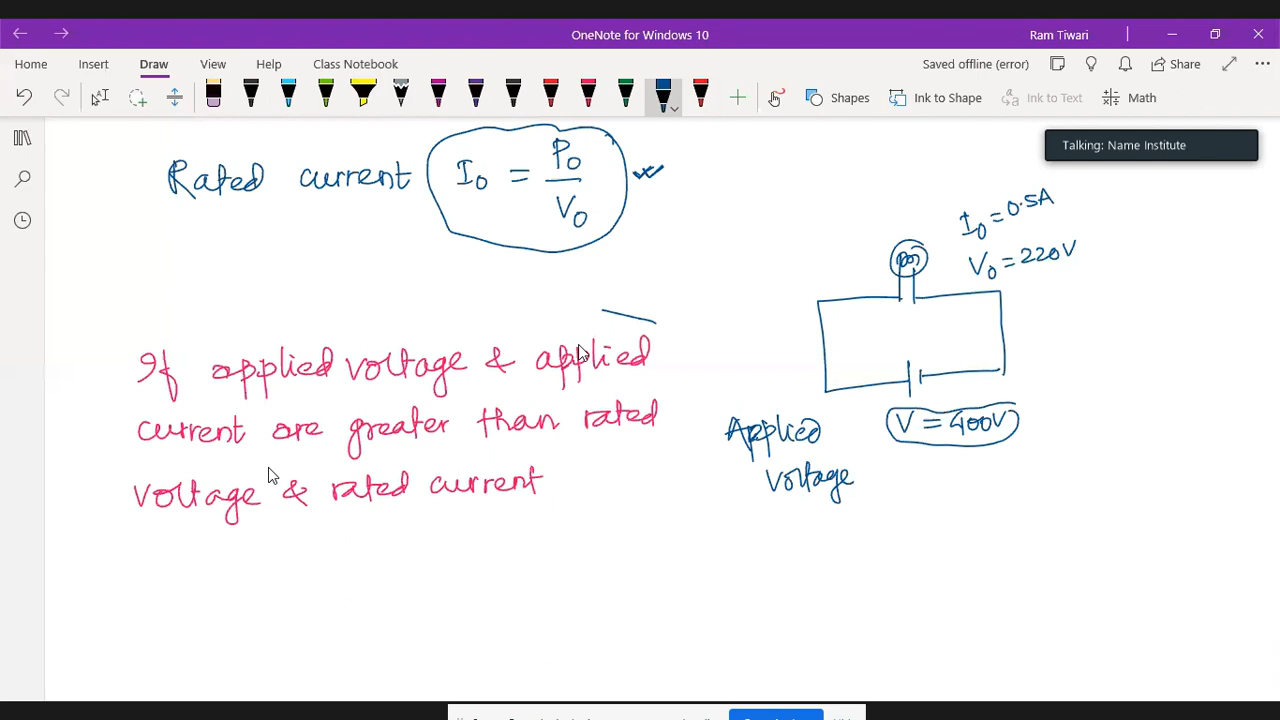 OneNote for Windows 10
Ram Tiwari
Home Insert Draw View Help Class Notebook
Saved offline (error)
Share
Shapes
Ink to Shape
Ink to Text
Math
Talking: Name Institute
Rated current I₀ = P₀ / V₀
I₀ = 0.5A
V₀ = 220V
If applied voltage & applied
current are greater than rated
voltage & rated current
V = 400V
Applied
voltage